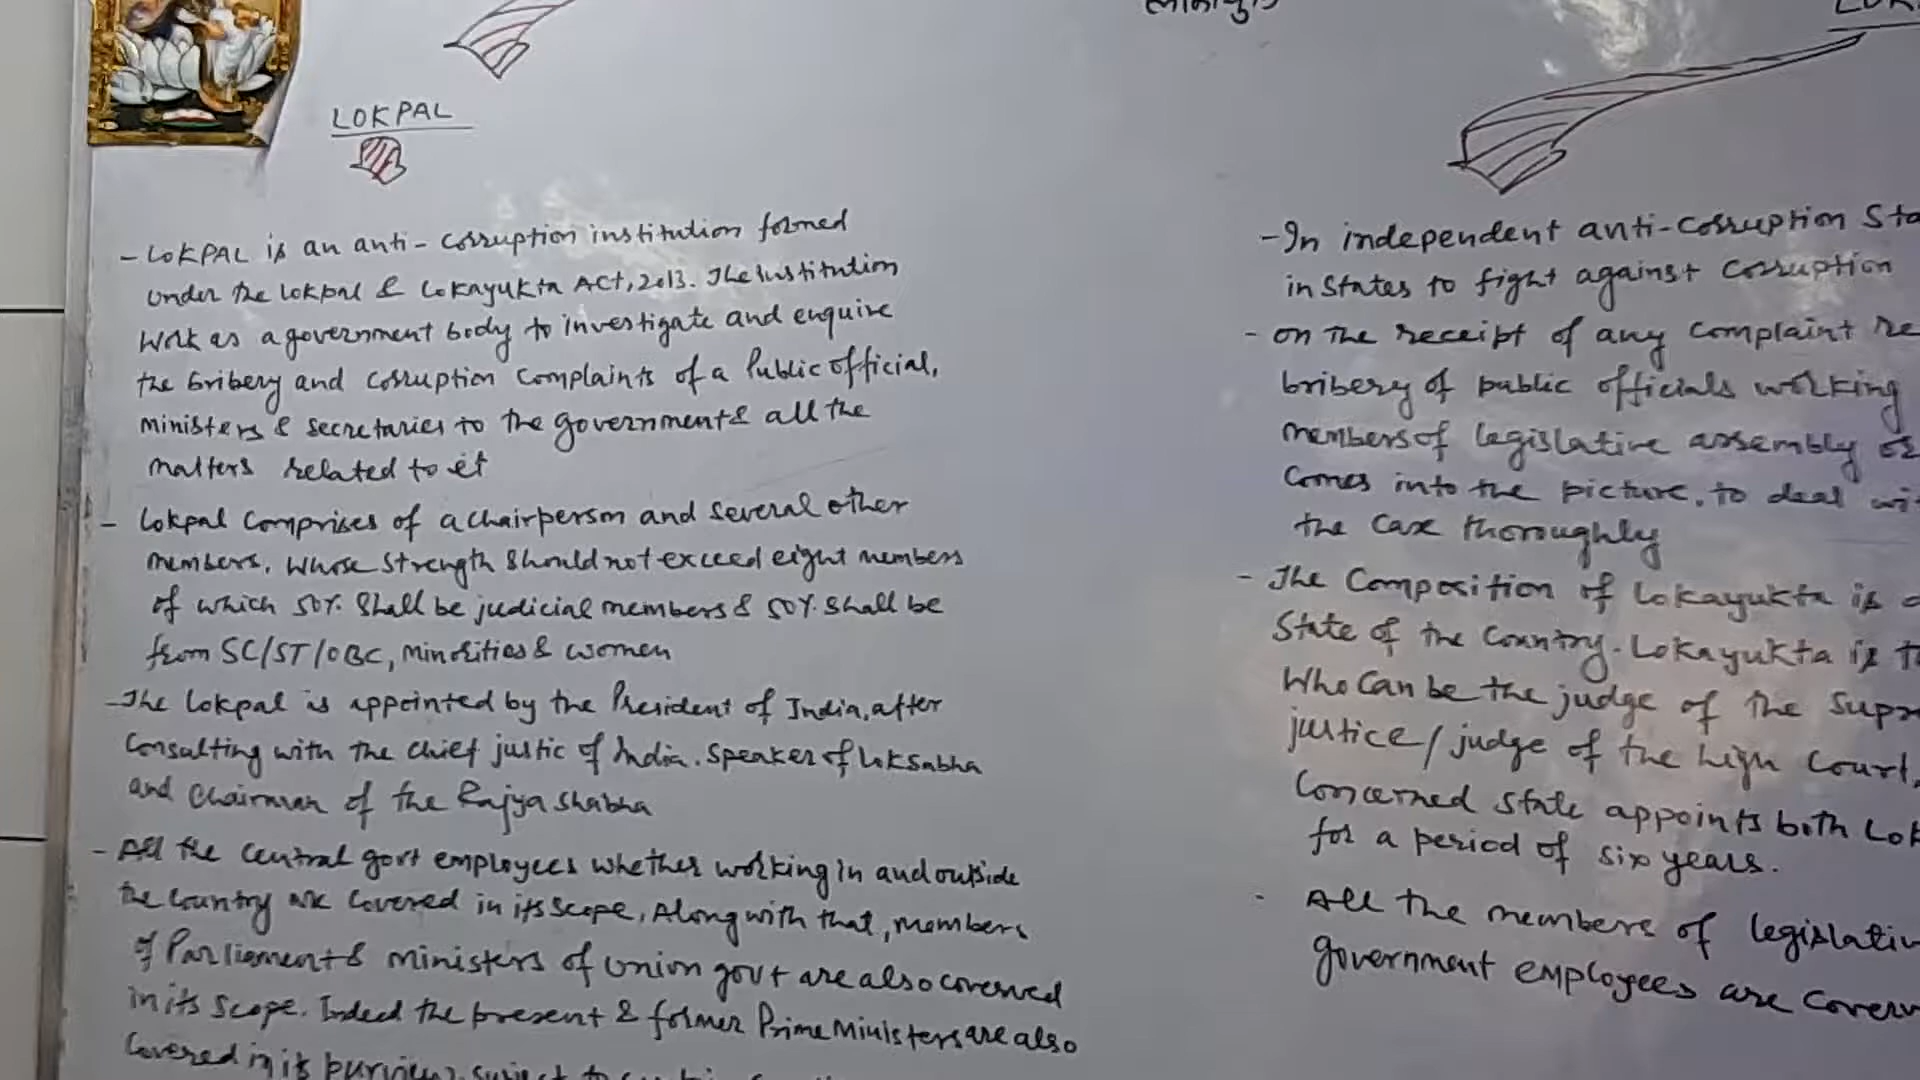 LOKPAL
- LOKPAL is an anti-corruption institution formed
under the lokpal & Lokayukta ACt, 2013. The Institution
work as a government body to investigate and enquire
the bribery and corruption complaints of a Public official,
ministers & secretaries to the government & all the
matters related to it
- Lokpal comprises of a chairperson and several other
members, whose strength should not exceed eight members
of which 50%. shall be judicial members & 50%. shall be
from SC/ST/OBC, minorities & women
- The Lokpal is appointed by the President of India, after
consulting with the chief justic of India. Speaker of Loksabha
and chairman of the Rajya Shabha
- All the central govt employees whether working in and outside
the country are covered in its scope, Along with that, members
of Parliament & ministers of Union govt are also coverved
in its scope. Indeed the present & former Prime Ministers are also
covered in its purview,
- In independent anti-corruption
in States to fight against corruption
- on the receipt of any complaint
bribery of public officials working
members of legislative assembly or
comes into the picture. to deal
the case thoroughly
- The Composition of Lokayukta is
State of the Country. Lokayukta is
who can be the judge of the
justice / judge of the high court,
Concerned state appoints both
for a period of six years.
- All the members of
government employees are